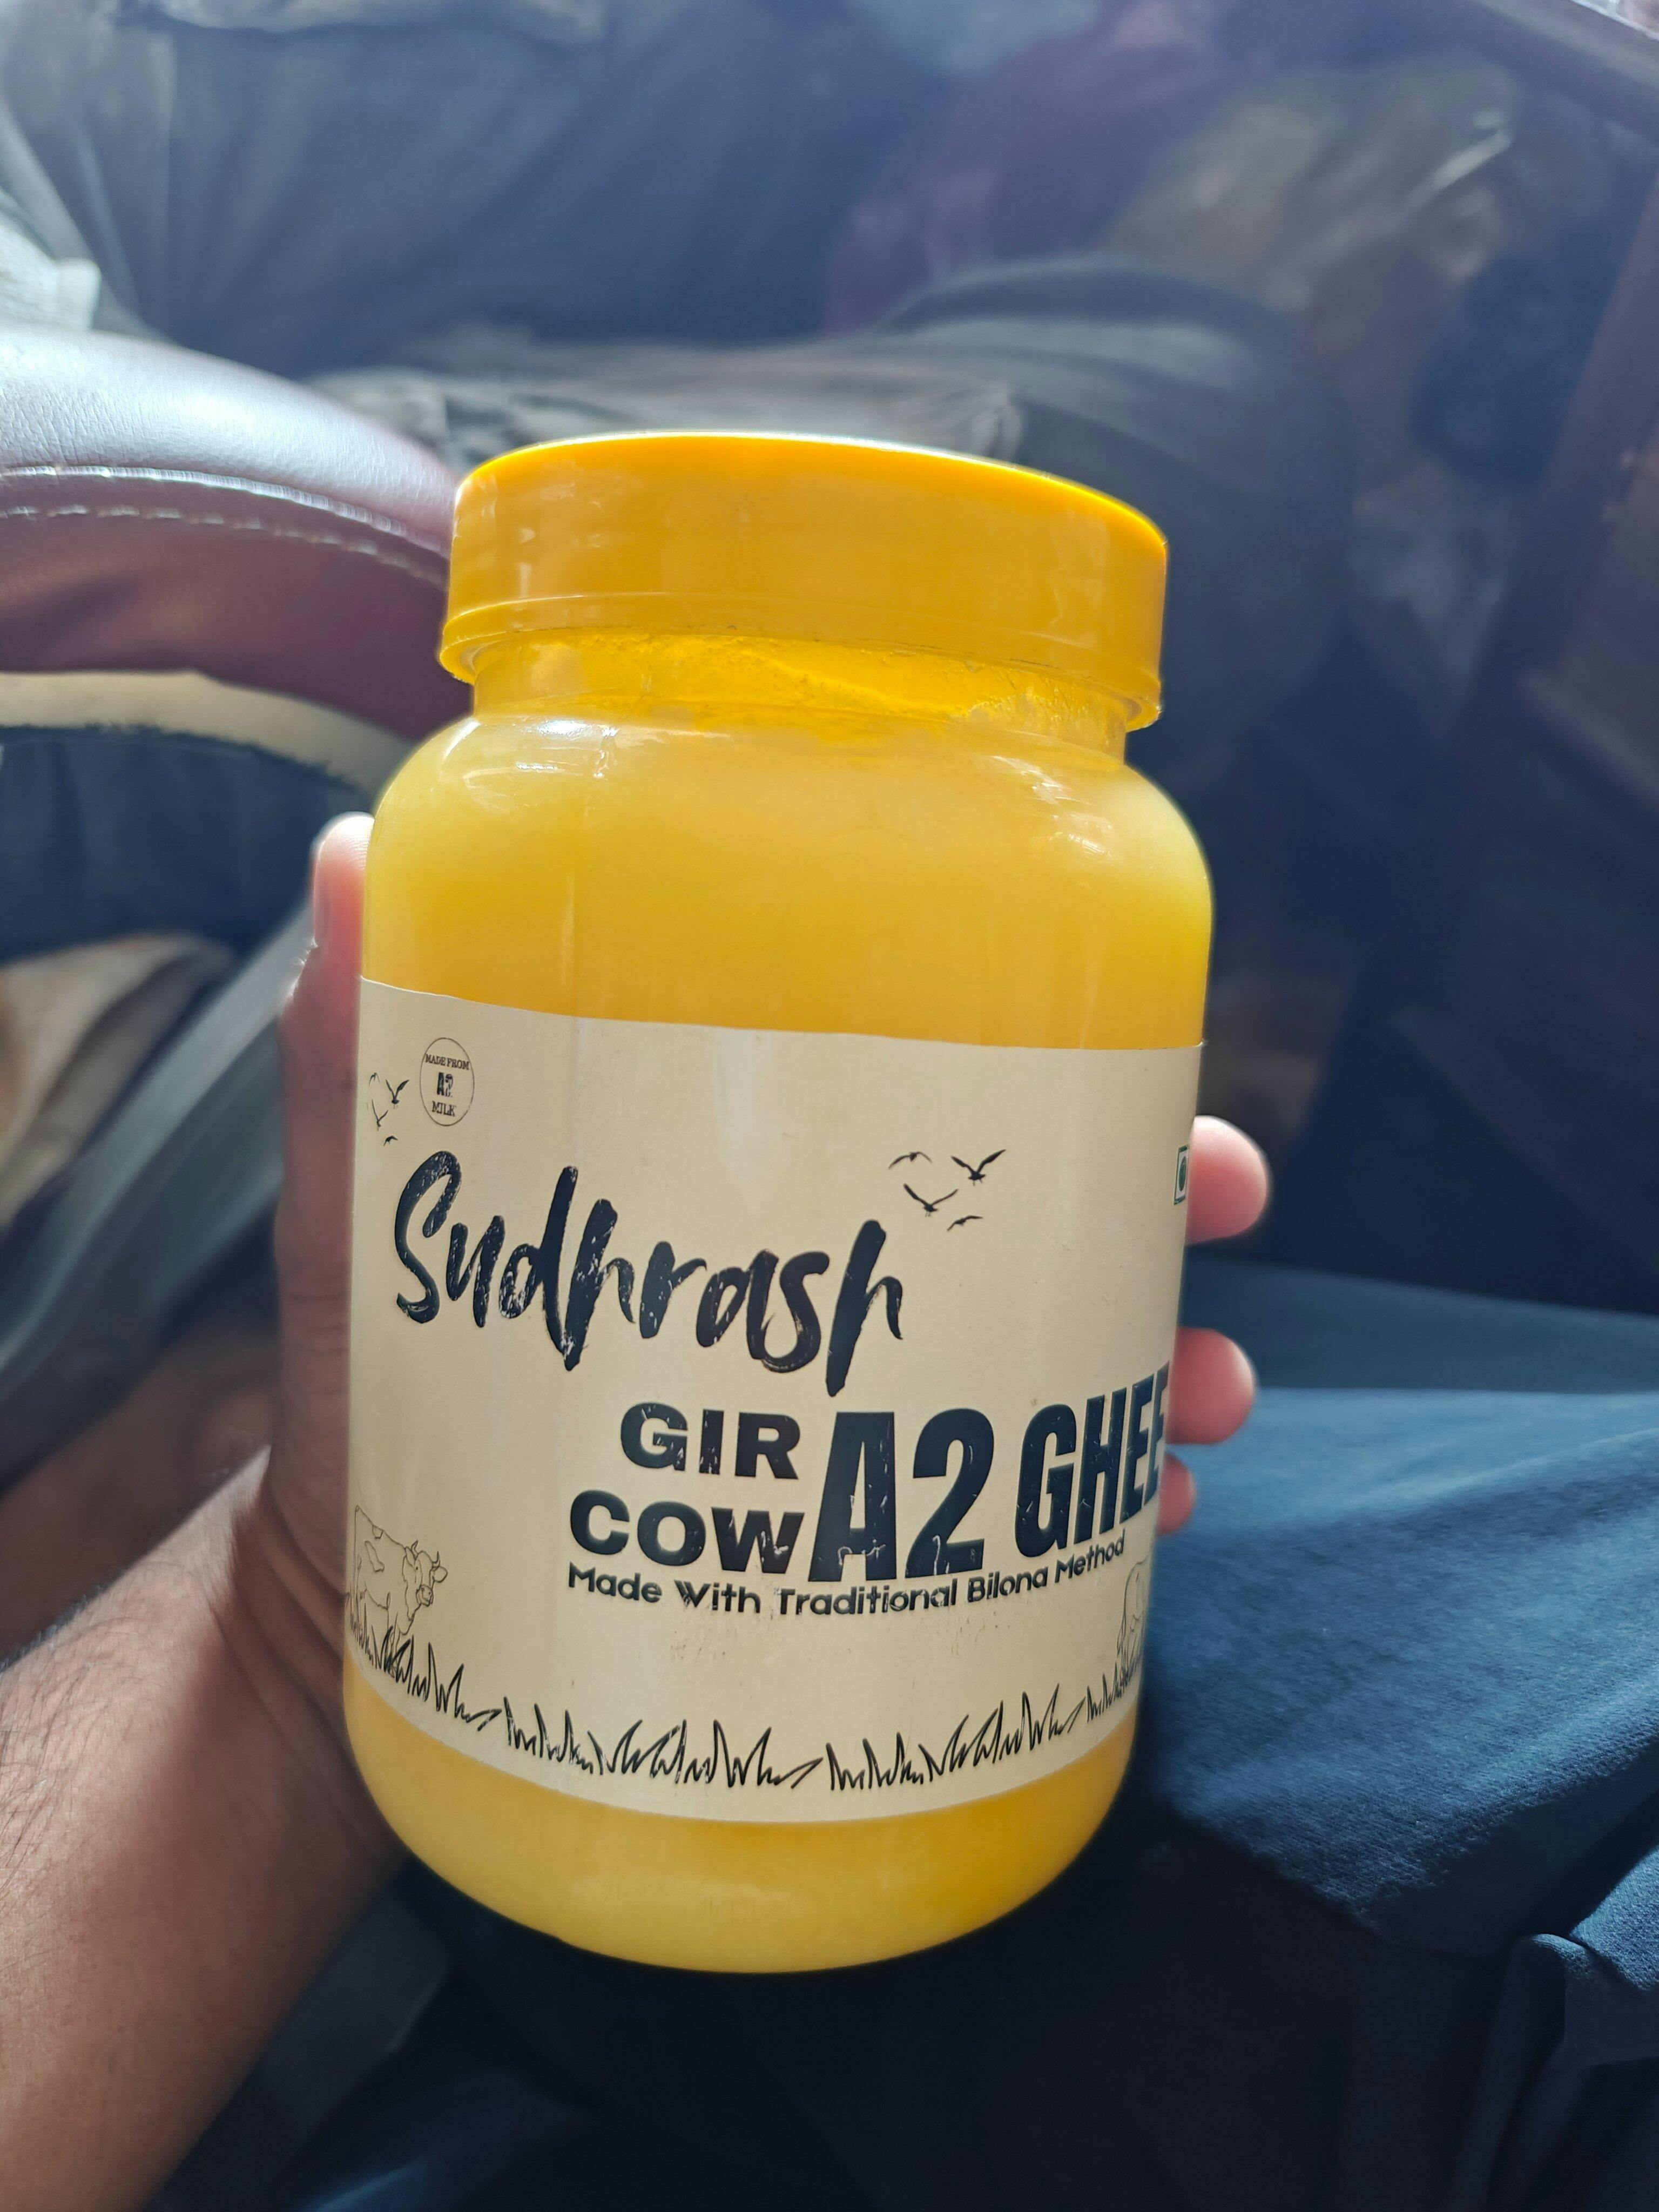 MADE FROM
A2
MILK
Sudhrash
GIR
COW A2 GHEE
Made With Traditional Bilona Method